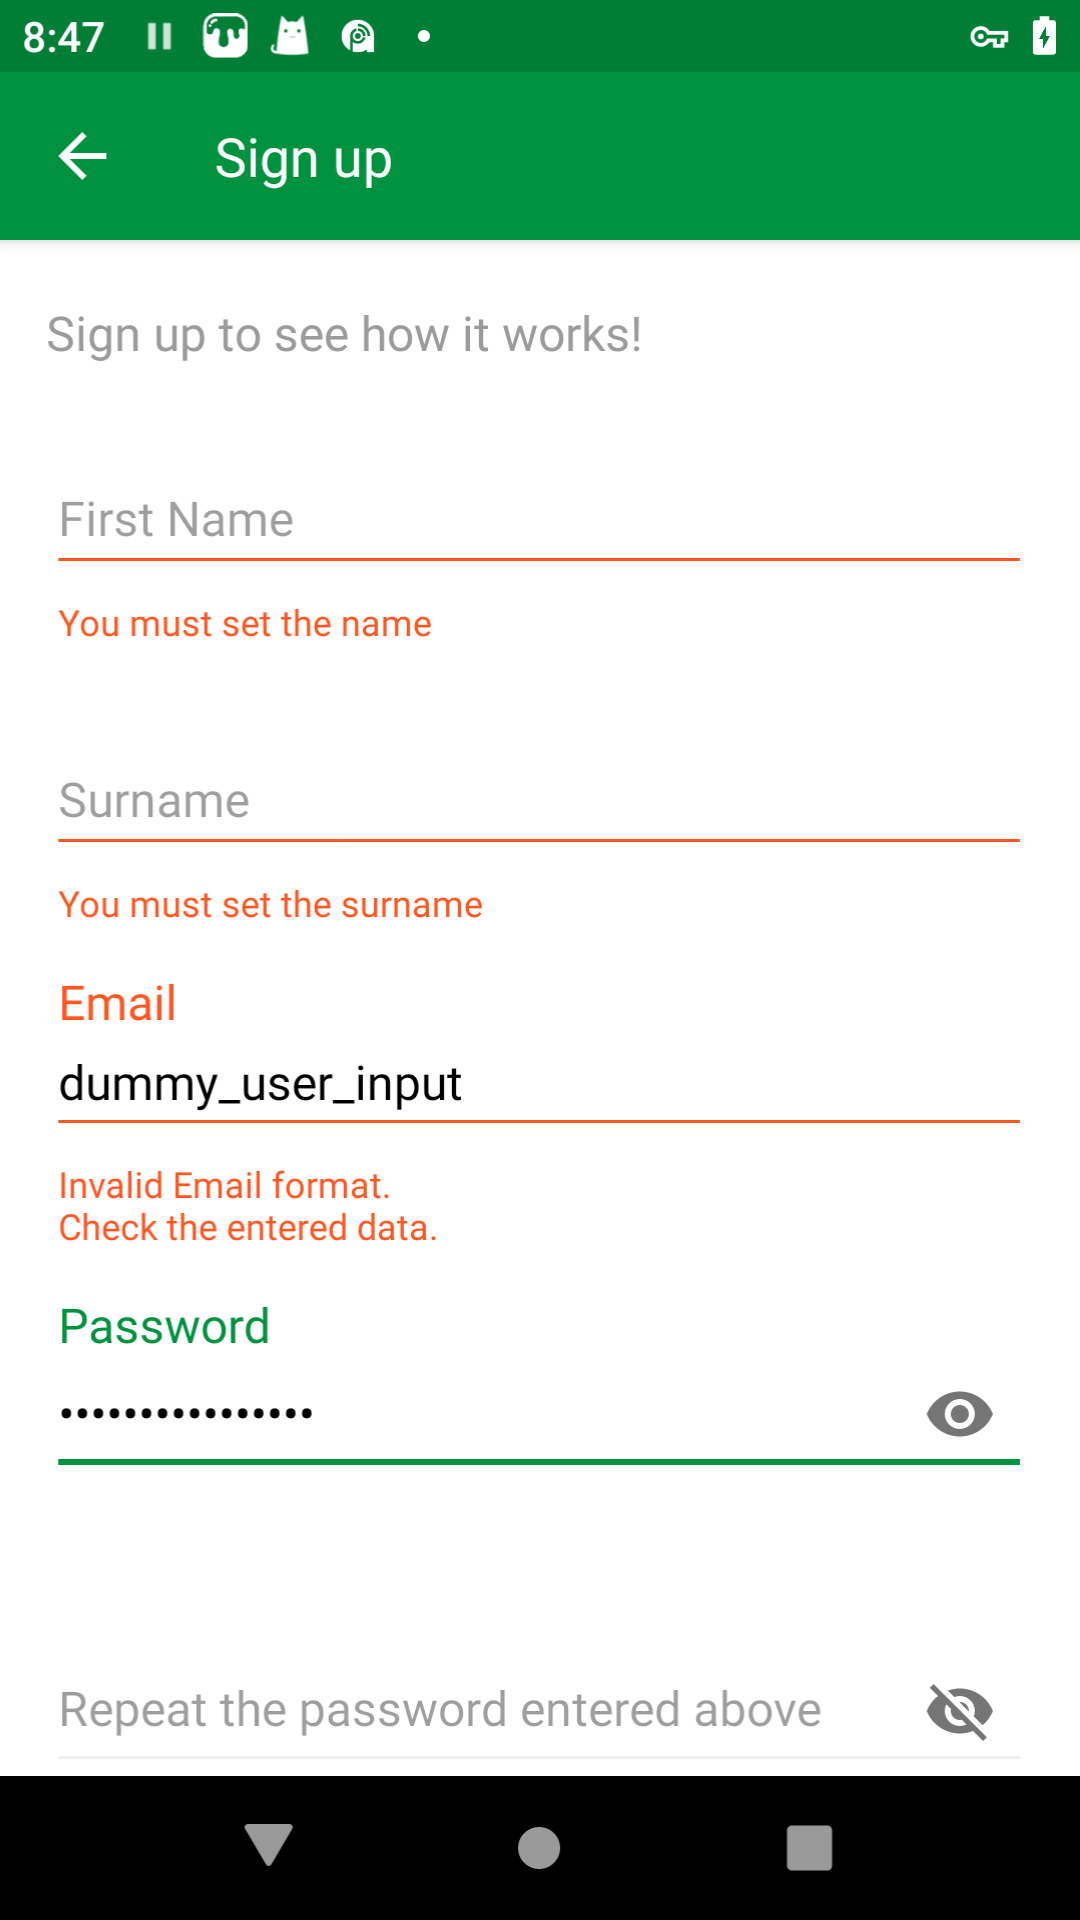 8:47
Sign up
Sign up to see how it works!
First Name
You must set the name
Surname
You must set the surname
Email
dummy_user_input
Invalid Email format.
Check the entered data.
Password
••••••••••••••••
Repeat the password entered above